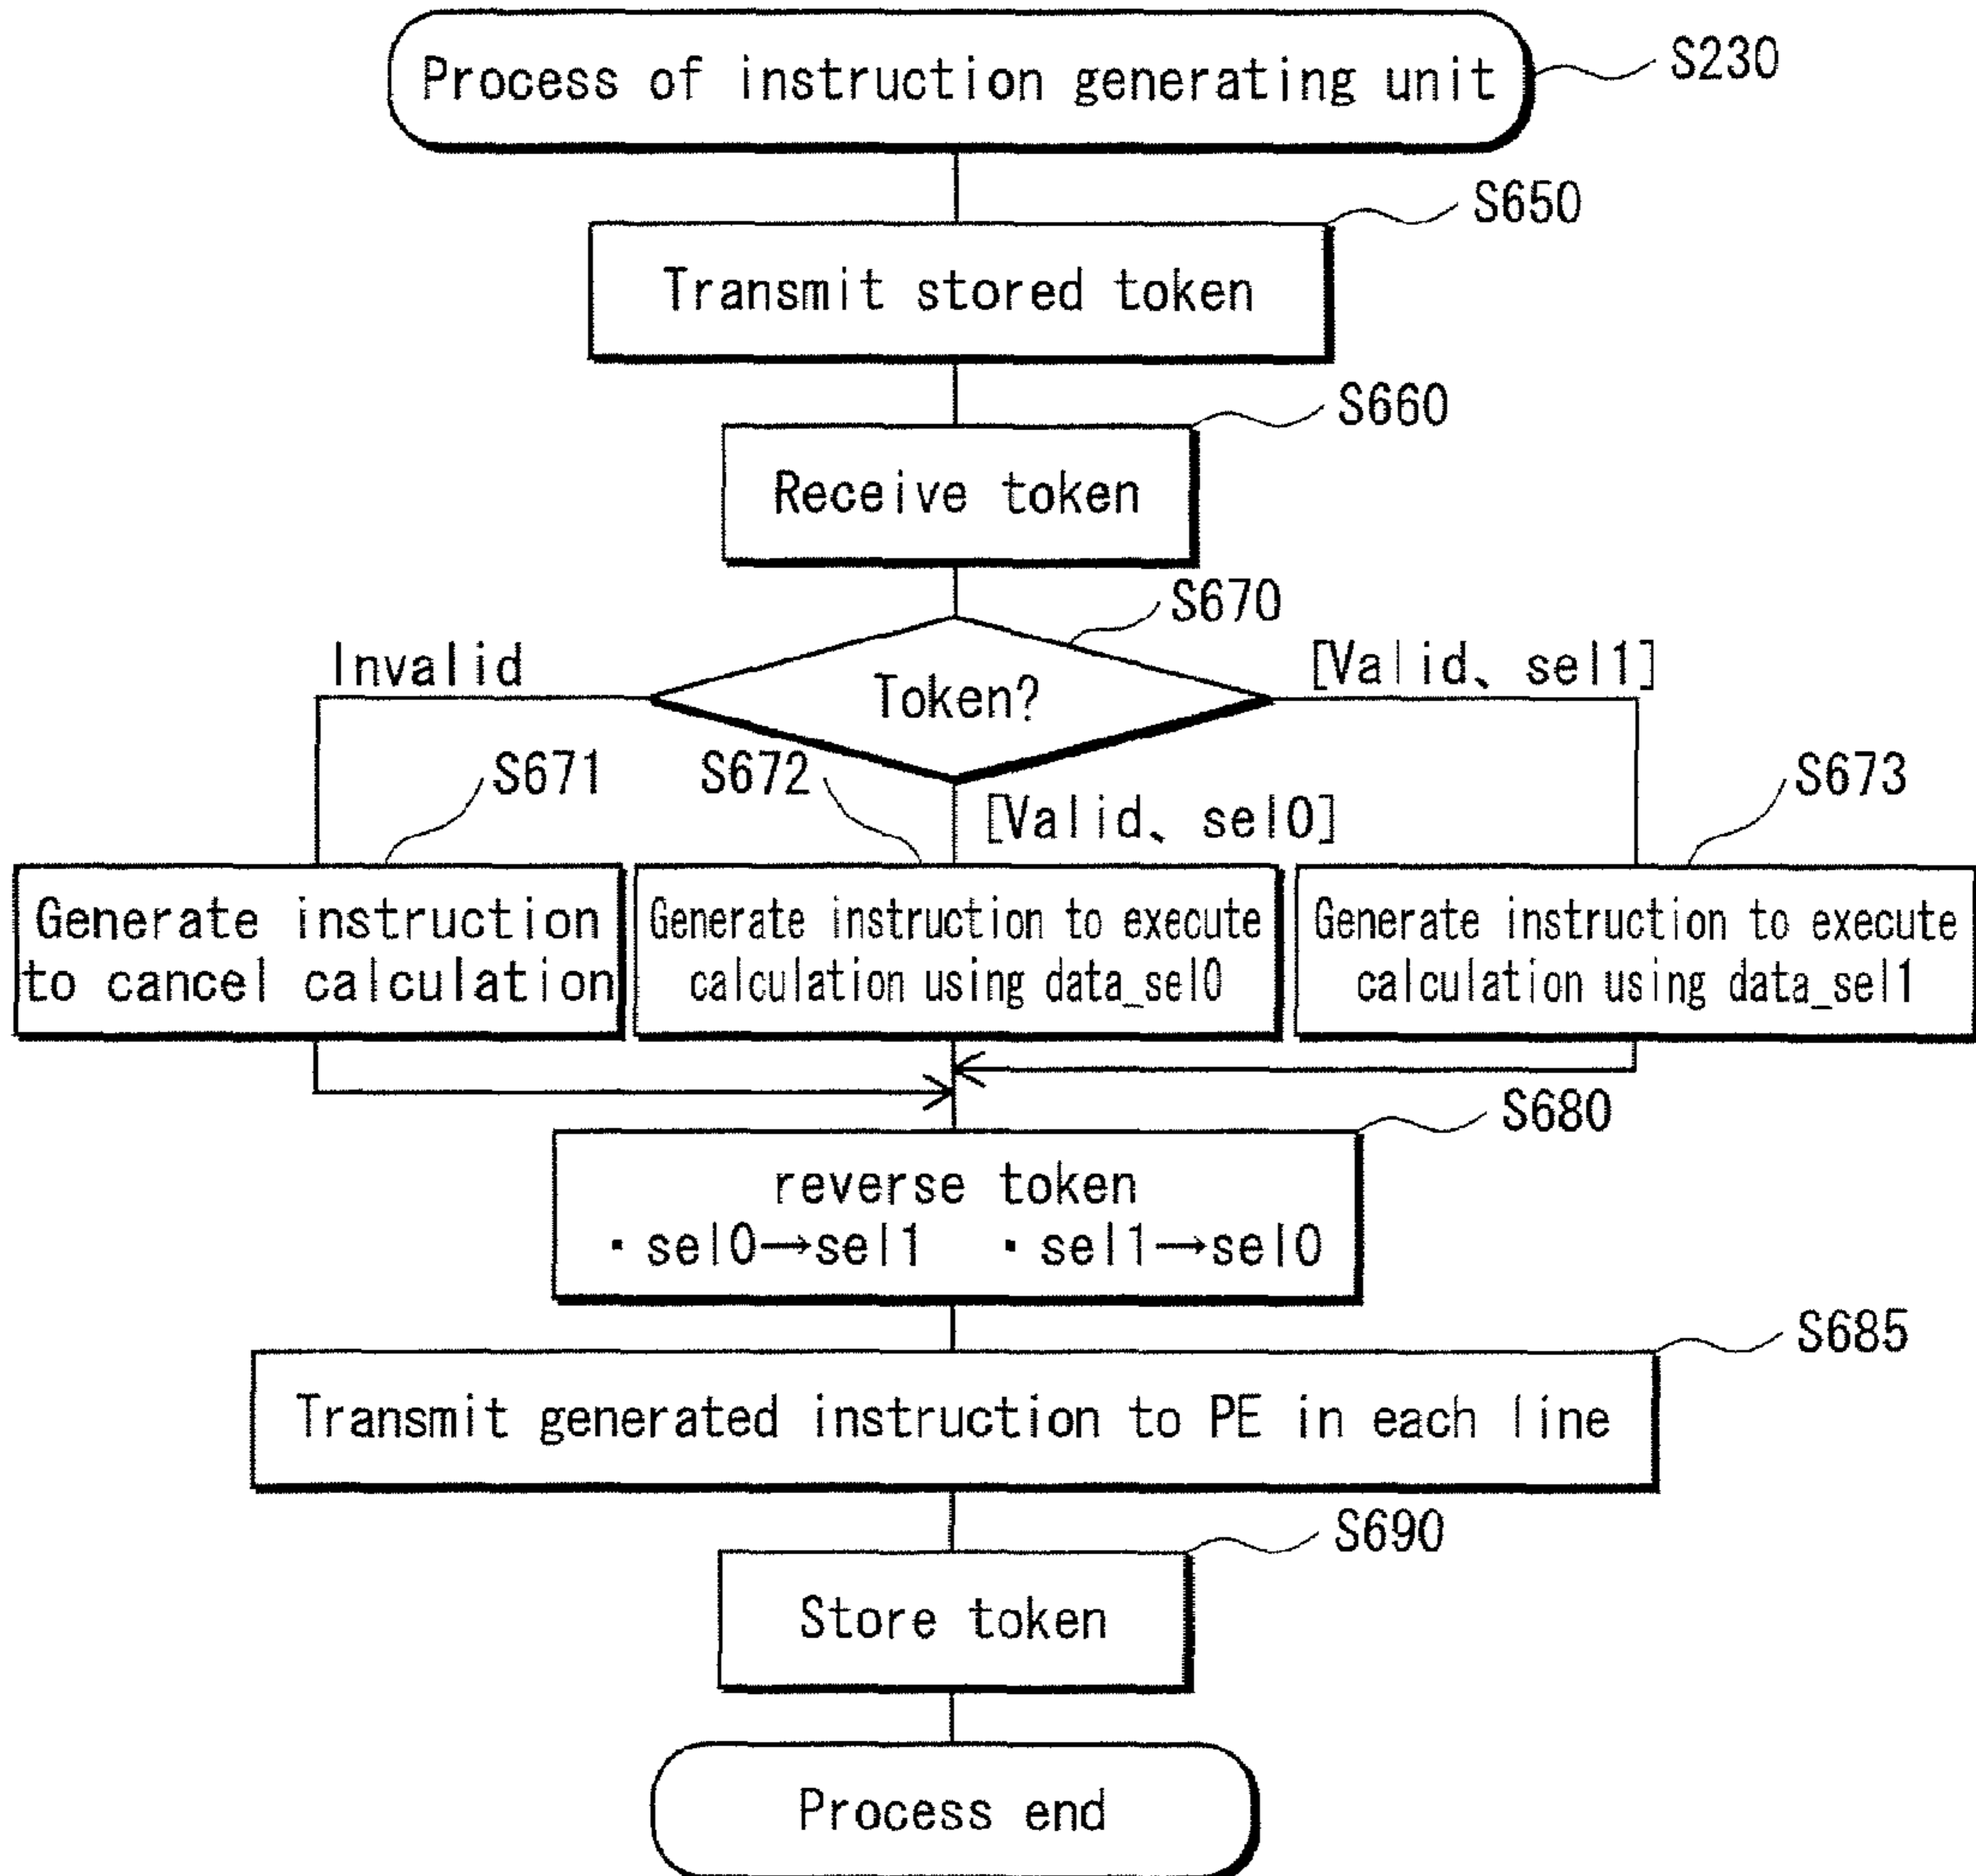 Process of instruction generating unit
S230
S650
Transmit stored token
S660
Receive token
S670
Invalid
Token?
[Valid、sel1]
S671
S672
[Valid、sel0]
S673
Generate instruction
to cancel calculation
Generate instruction to execute
calculation using data_sel0
Generate instruction to execute
calculation using data_sel1
S680
reverse token
・sel0→sel1 ・sel1→sel0
S685
Transmit generated instruction to PE in each line
S690
Store token
Process end